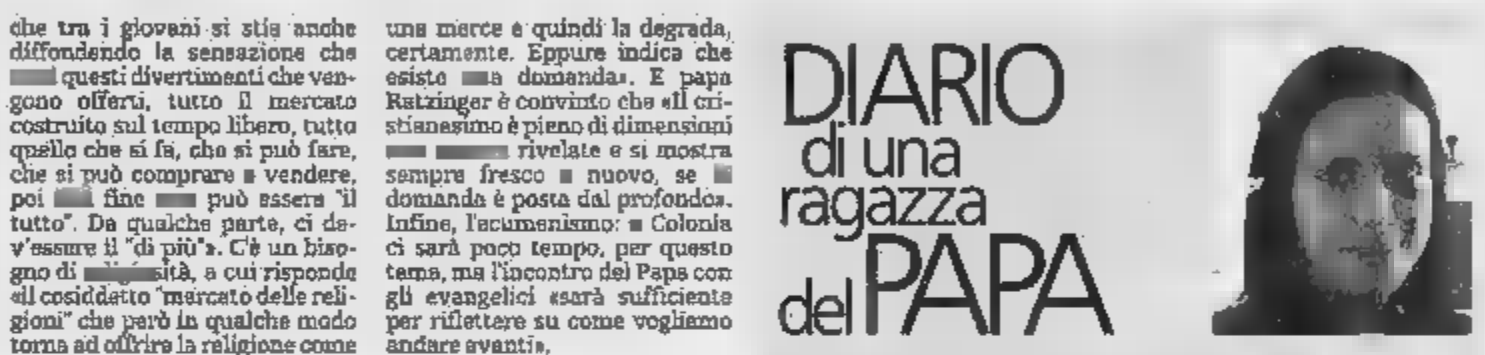 che tra i giovani si stia anche
diffondendo la sensazione che
questi divertimenti che ven-
gono offerti, tutto il mercato
costruito sul tempo libero, tutto
quello che si fa, che si può fare,
che si può comprare vendere,
poi fine può essere "il
tutto". Da qualche parte, ci de-
v'essere il "di più"». C'è un biso-
gno di a cui risponde
«il cosiddetto "mercato delle reli-
gioni" che però in qualche modo
torna ad offrire la religione come
una merce e quindi la degrada,
certamente. Eppure indica che
esiste domanda». E papa
Ratzinger è convinto che «il cri-
stianesimo è pieno di dimensioni
rivelate e si mostra
sempre fresco nuovo, se
domanda è posta dal profondo».
Infine, l'ecumenismo: Colonia
ci sarà poco tempo, per questo
tema, ma l'incontro del Papa con
gli evangelici «sarà sufficiente
per riflettere su come vogliamo
andare avanti».
DIARIO
di una
ragazza
del PAPA